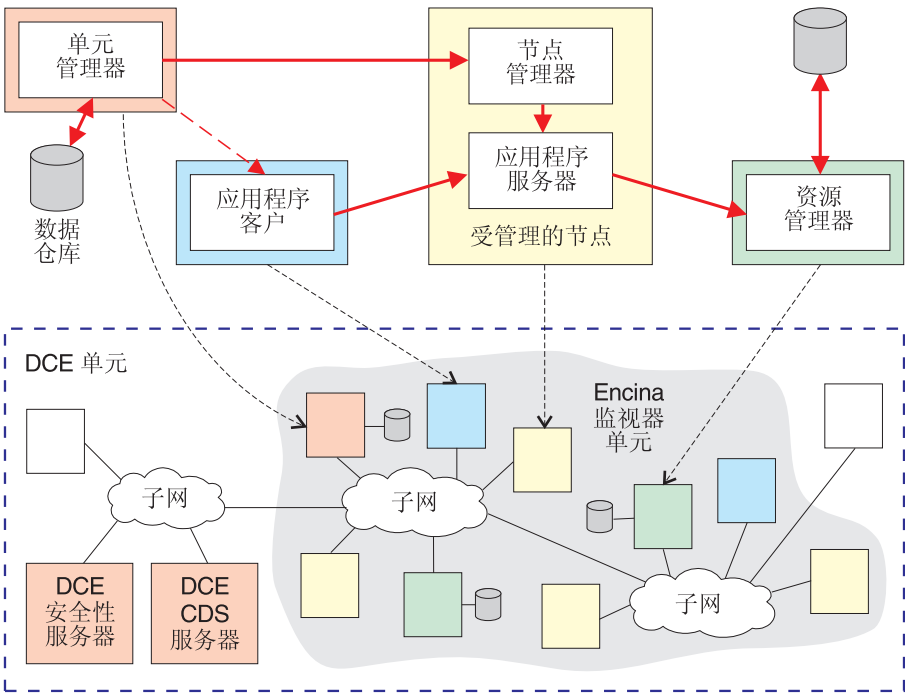 单元
管理器
节点
管理器
应用程序
服务器
应用程序
客户
资源
管理器
数据
仓库
受管理的节点
DCE 单元
Encina
监视器
单元
子网
子网
子网
DCE
安全性
服务器
DCE
CDS
服务器